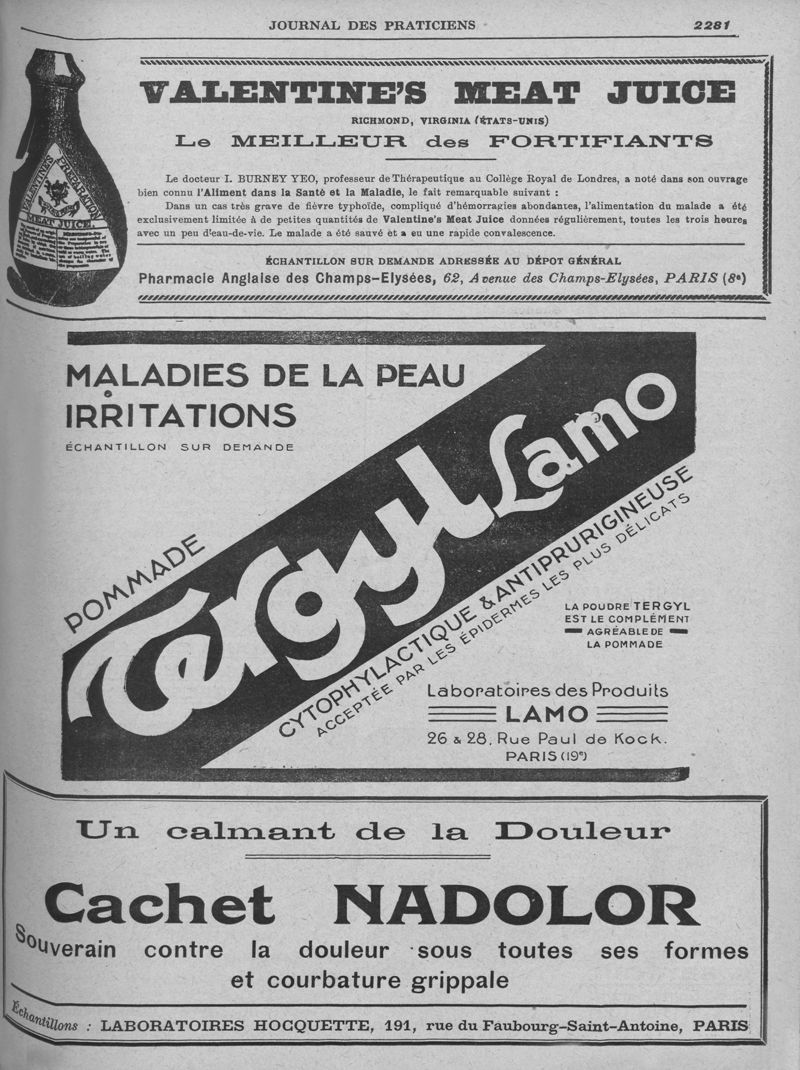 JOURNAL DES PRATICIENS 2281
VALENTINE'S MEAT JUICE
RICHMOND, VIRGINIA (ÉTATS-UNIS)
Le MEILLEUR des FORTIFIANTS
Le docteur I. BURNEY YEO, professeur de Thérapeutique au Collège Royal de Londres, a noté dans son ouvrage
bien connu l'Aliment dans la Santé et la Maladie, le fait remarquable suivant :
Dans un cas très grave de fièvre typhoïde, compliqué d'hémorragies abondantes, l'alimentation du malade a été
exclusivement limitée à de petites quantités de Valentine's Meat Juice données régulièrement, toutes les trois heures
avec un peu d'eau-de-vie. Le malade a été sauvé et a eu une rapide convalescence.
ÉCHANTILLON SUR DEMANDE ADRESSÉE AU DÉPOT GÉNÉRAL
Pharmacie Anglaise des Champs-Elysées, 62, Avenue des Champs-Elysées, PARIS (8e)
VALENTINE'S
PREPARATION
MEAT JUICE.
MALADIES DE LA PEAU
IRRITATIONS
ÉCHANTILLON SUR DEMANDE
POMMADE
Tergyl Lamo
CYTOPHYLACTIQUE & ANTIPRURIGINEUSE
ACCEPTÉE PAR LES ÉPIDERMES LES PLUS DÉLICATS
LA POUDRE TERGYL
EST LE COMPLÉMENT
AGRÉABLE DE
LA POMMADE
Laboratoires des Produits
LAMO
26 & 28, Rue Paul de Kock.
PARIS (19e)
Un calmant de la Douleur
Cachet NADOLOR
Souverain contre la douleur sous toutes ses formes
et courbature grippale
Échantillons : LABORATOIRES HOCQUETTE, 191, rue du Faubourg-Saint-Antoine, PARIS